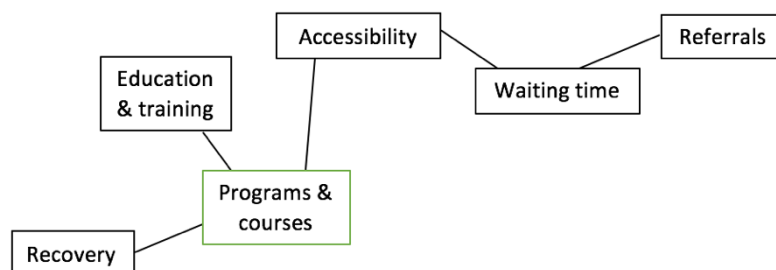 Accessibility
Referrals
Education
& training
Waiting time
Programs &
courses
Recovery